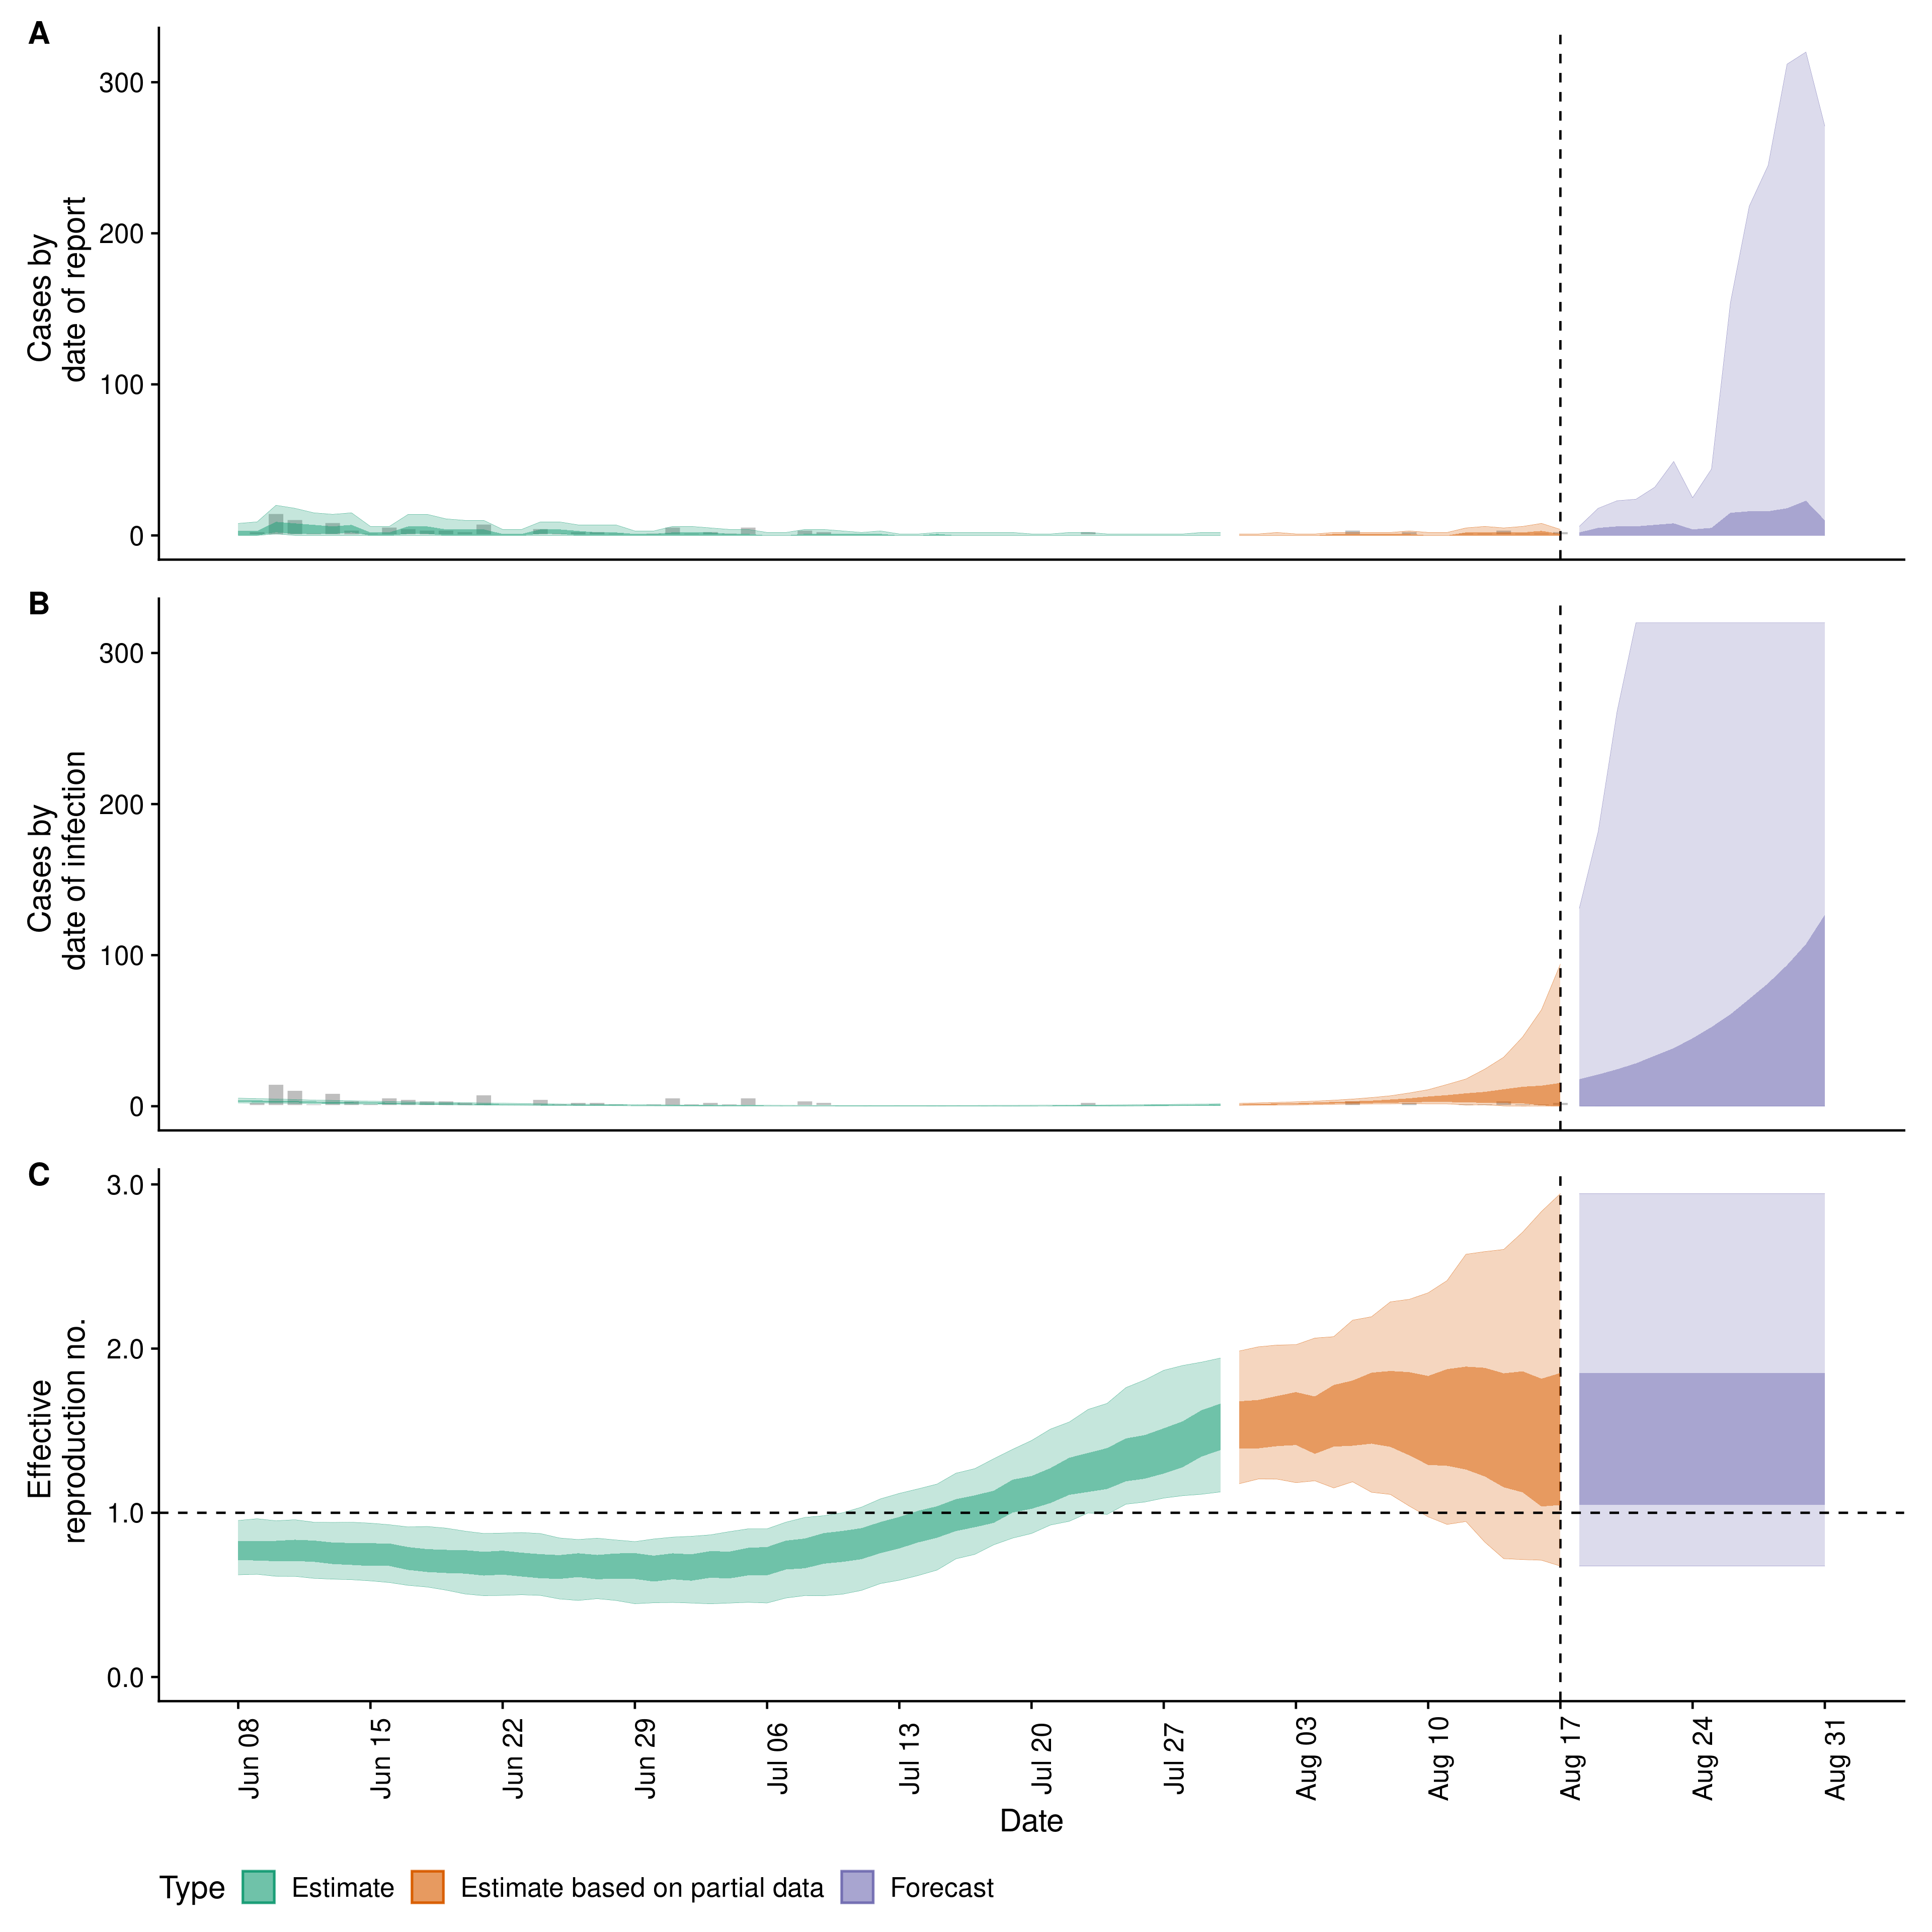 A
Cases by
date of report
300
200
100
0
B
Cases by
date of infection
300
200
100
0
C
Effective
reproduction no.
3.0
2.0
1.0
0.0
Jun 08
Jun 15
Jun 22
Jun 29
Jul 06
Jul 13
Jul 20
Jul 27
Aug 03
Aug 10
Aug 17
Aug 24
Aug 31
Date
Type Estimate Estimate based on partial data Forecast